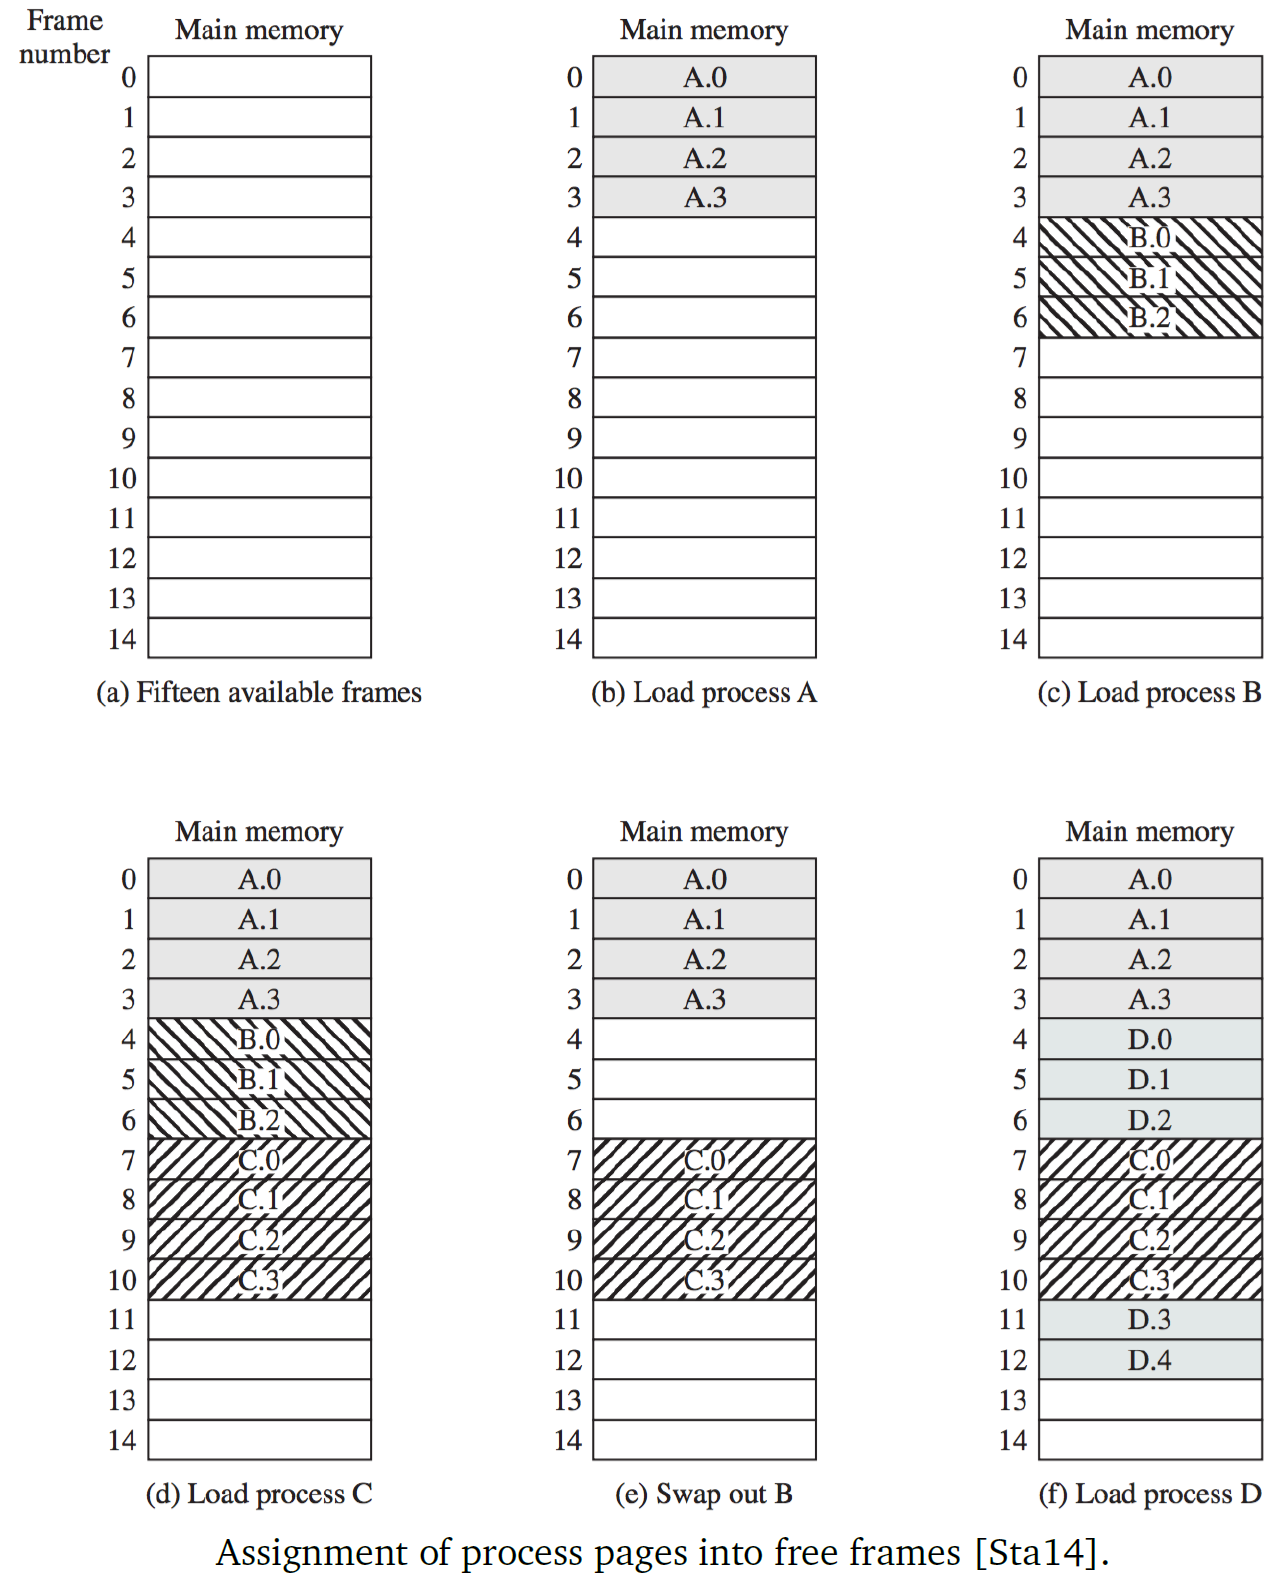 Frame
number
Main memory
0
1
2
3
4
5
6
7
8
9
10
11
12
13
14
(a) Fifteen available frames
Main memory
0 A.0
1 A.1
2 A.2
3 A.3
4
5
6
7
8
9
10
11
12
13
14
(b) Load process A
Main memory
0 A.0
1 A.1
2 A.2
3 A.3
4 B.0
5 B.1
6 B.2
7
8
9
10
11
12
13
14
(c) Load process B
Main memory
0 A.0
1 A.1
2 A.2
3 A.3
4 B.0
5 B.1
6 B.2
7 C.0
8 C.1
9 C.2
10 C.3
11
12
13
14
(d) Load process C
Main memory
0 A.0
1 A.1
2 A.2
3 A.3
4
5
6
7 C.0
8 C.1
9 C.2
10 C.3
11
12
13
14
(e) Swap out B
Main memory
0 A.0
1 A.1
2 A.2
3 A.3
4 D.0
5 D.1
6 D.2
7 C.0
8 C.1
9 C.2
10 C.3
11 D.3
12 D.4
13
14
(f) Load process D
Assignment of process pages into free frames [Sta14].